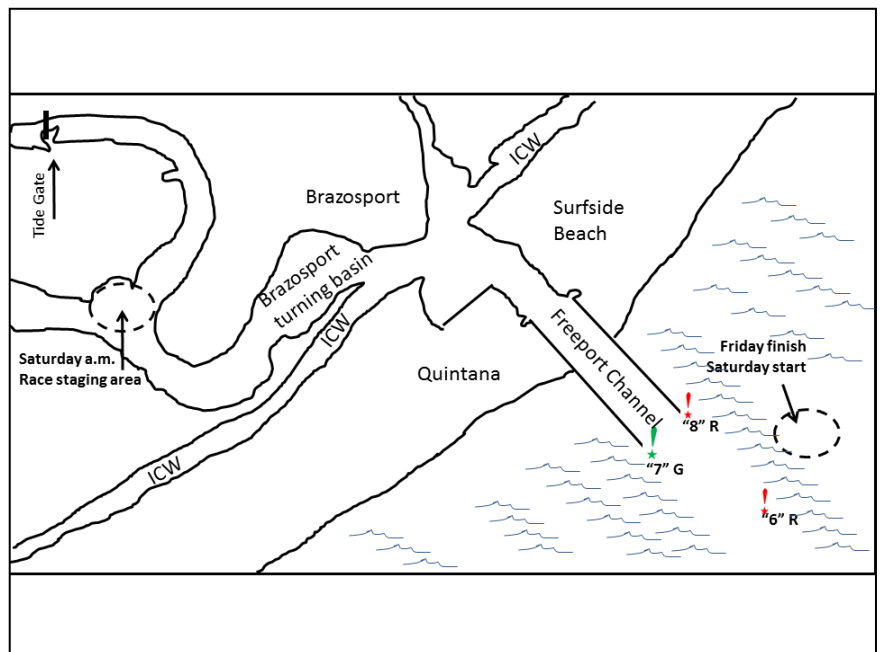 Tide Gate
Brazosport
ICW
Surfside
Beach
Brazosport
turning basin
ICW
Saturday a.m.
Race staging area
Quintana
Freeport Channel
Friday finish
Saturday start
"8" R
"7" G
"6" R
ICW